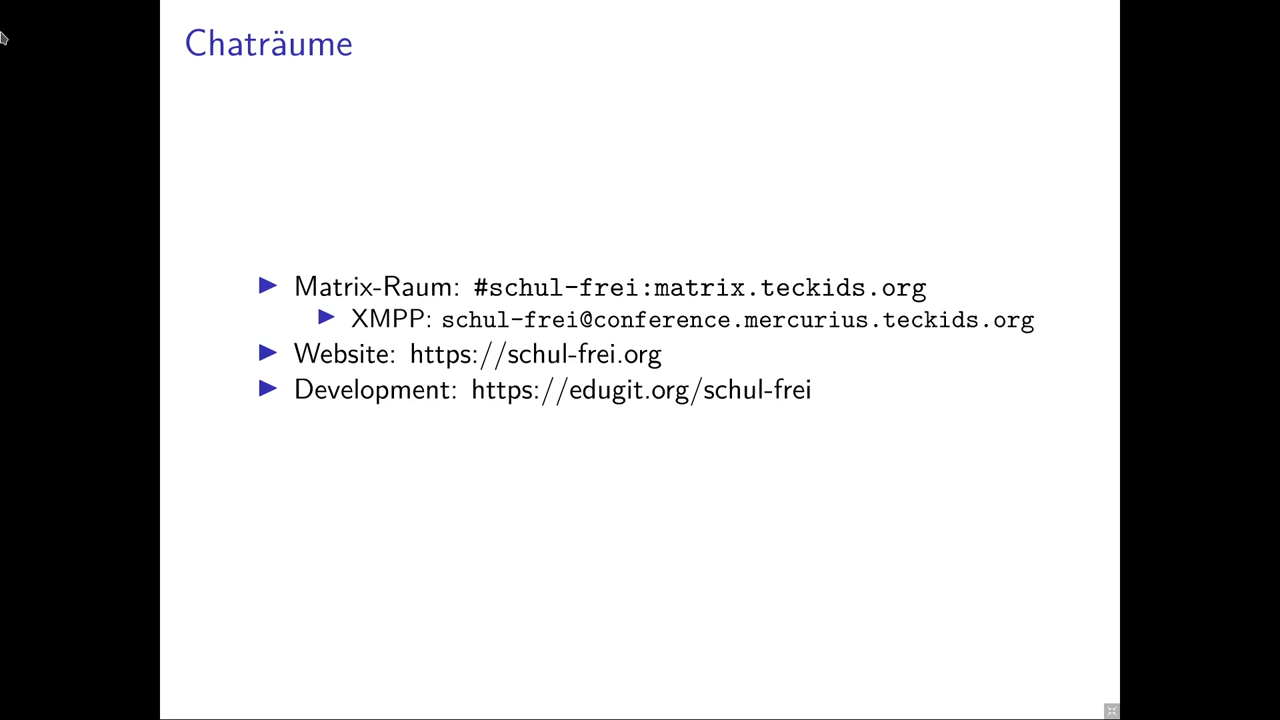 Chaträume
Matrix-Raum: #schul-frei:matrix.teckids.org
XMPP: schul-frei@conference.mercurius.teckids.org
Website: https://schul-frei.org
Development: https://edugit.org/schul-frei